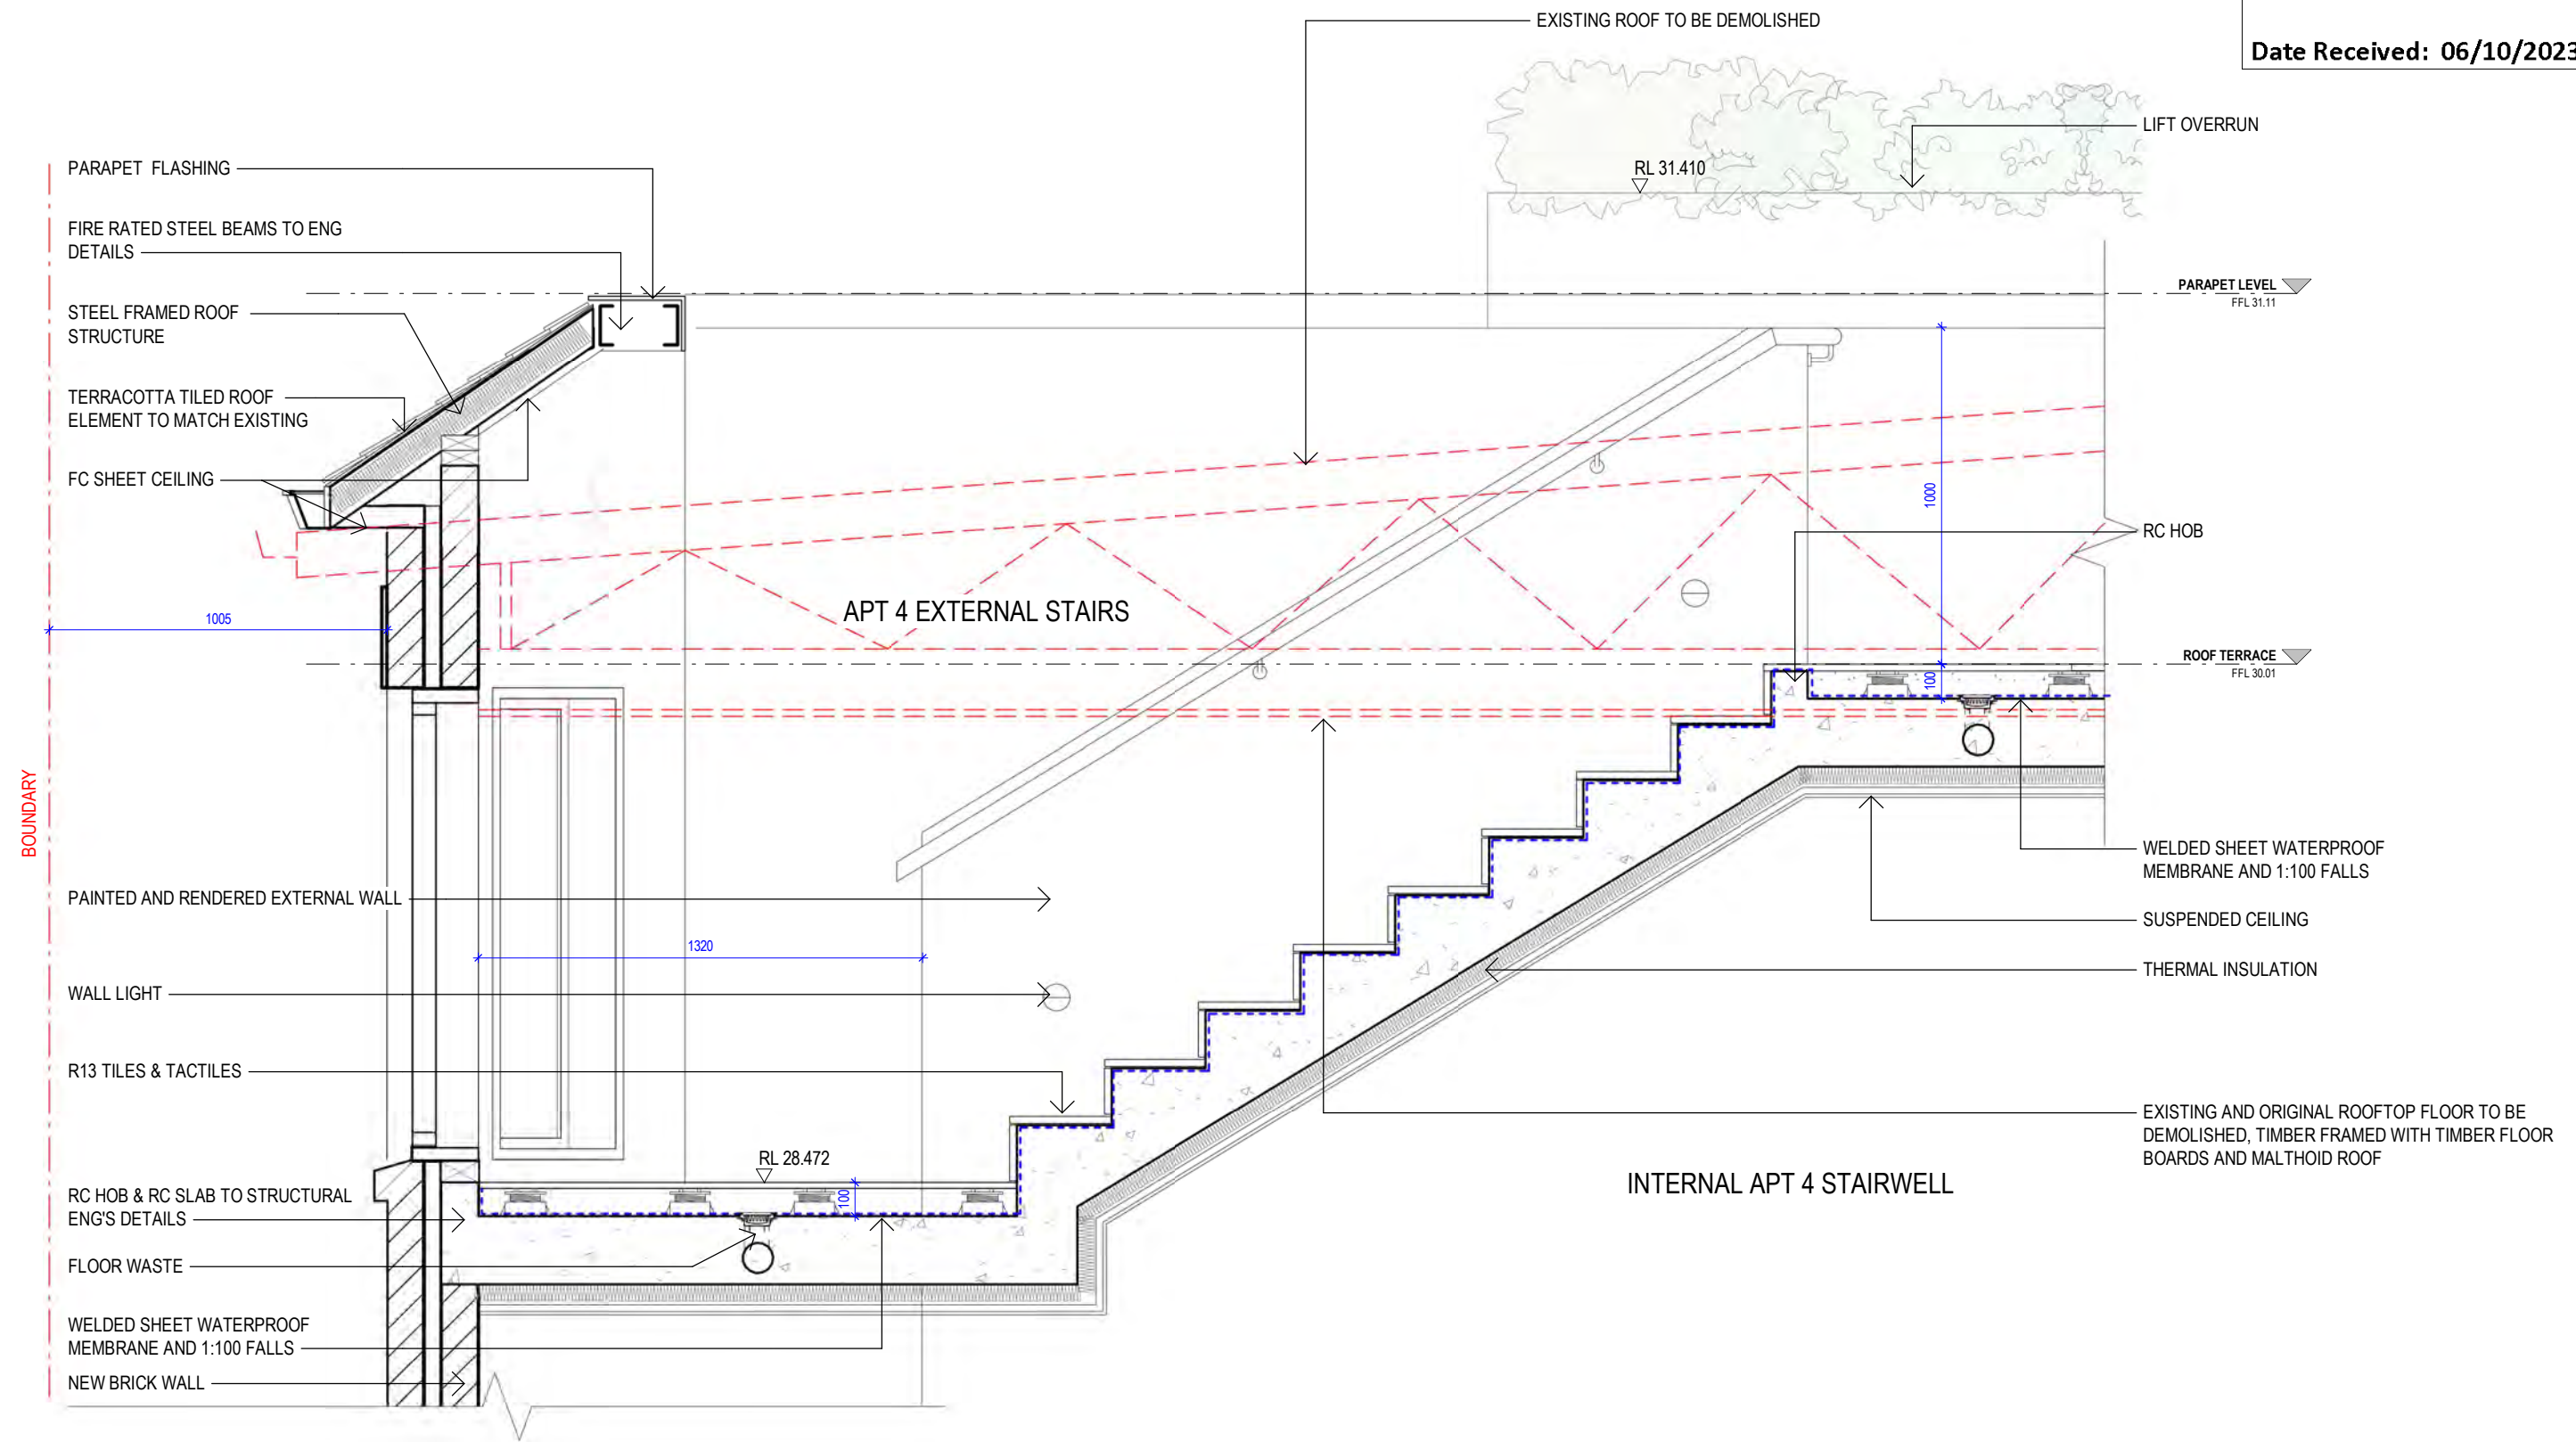 EXISTING ROOF TO BE DEMOLISHED
Date Received: 06/10/2023
LIFT OVERRUN
PARAPET FLASHING
RL 31.410
FIRE RATED STEEL BEAMS TO ENG
DETAILS
PARAPET LEVEL
FFL 31.11
STEEL FRAMED ROOF
STRUCTURE
TERRACOTTA TILED ROOF
ELEMENT TO MATCH EXISTING
FC SHEET CEILING
1000
RC HOB
APT 4 EXTERNAL STAIRS
1005
ROOF TERRACE
FFL 30.01
100
BOUNDARY
WELDED SHEET WATERPROOF
MEMBRANE AND 1:100 FALLS
PAINTED AND RENDERED EXTERNAL WALL
SUSPENDED CEILING
1320
THERMAL INSULATION
WALL LIGHT
R13 TILES & TACTILES
EXISTING AND ORIGINAL ROOFTOP FLOOR TO BE
DEMOLISHED, TIMBER FRAMED WITH TIMBER FLOOR
BOARDS AND MALTHOID ROOF
RL 28.472
INTERNAL APT 4 STAIRWELL
RC HOB & RC SLAB TO STRUCTURAL
ENG'S DETAILS
100
FLOOR WASTE
WELDED SHEET WATERPROOF
MEMBRANE AND 1:100 FALLS
NEW BRICK WALL